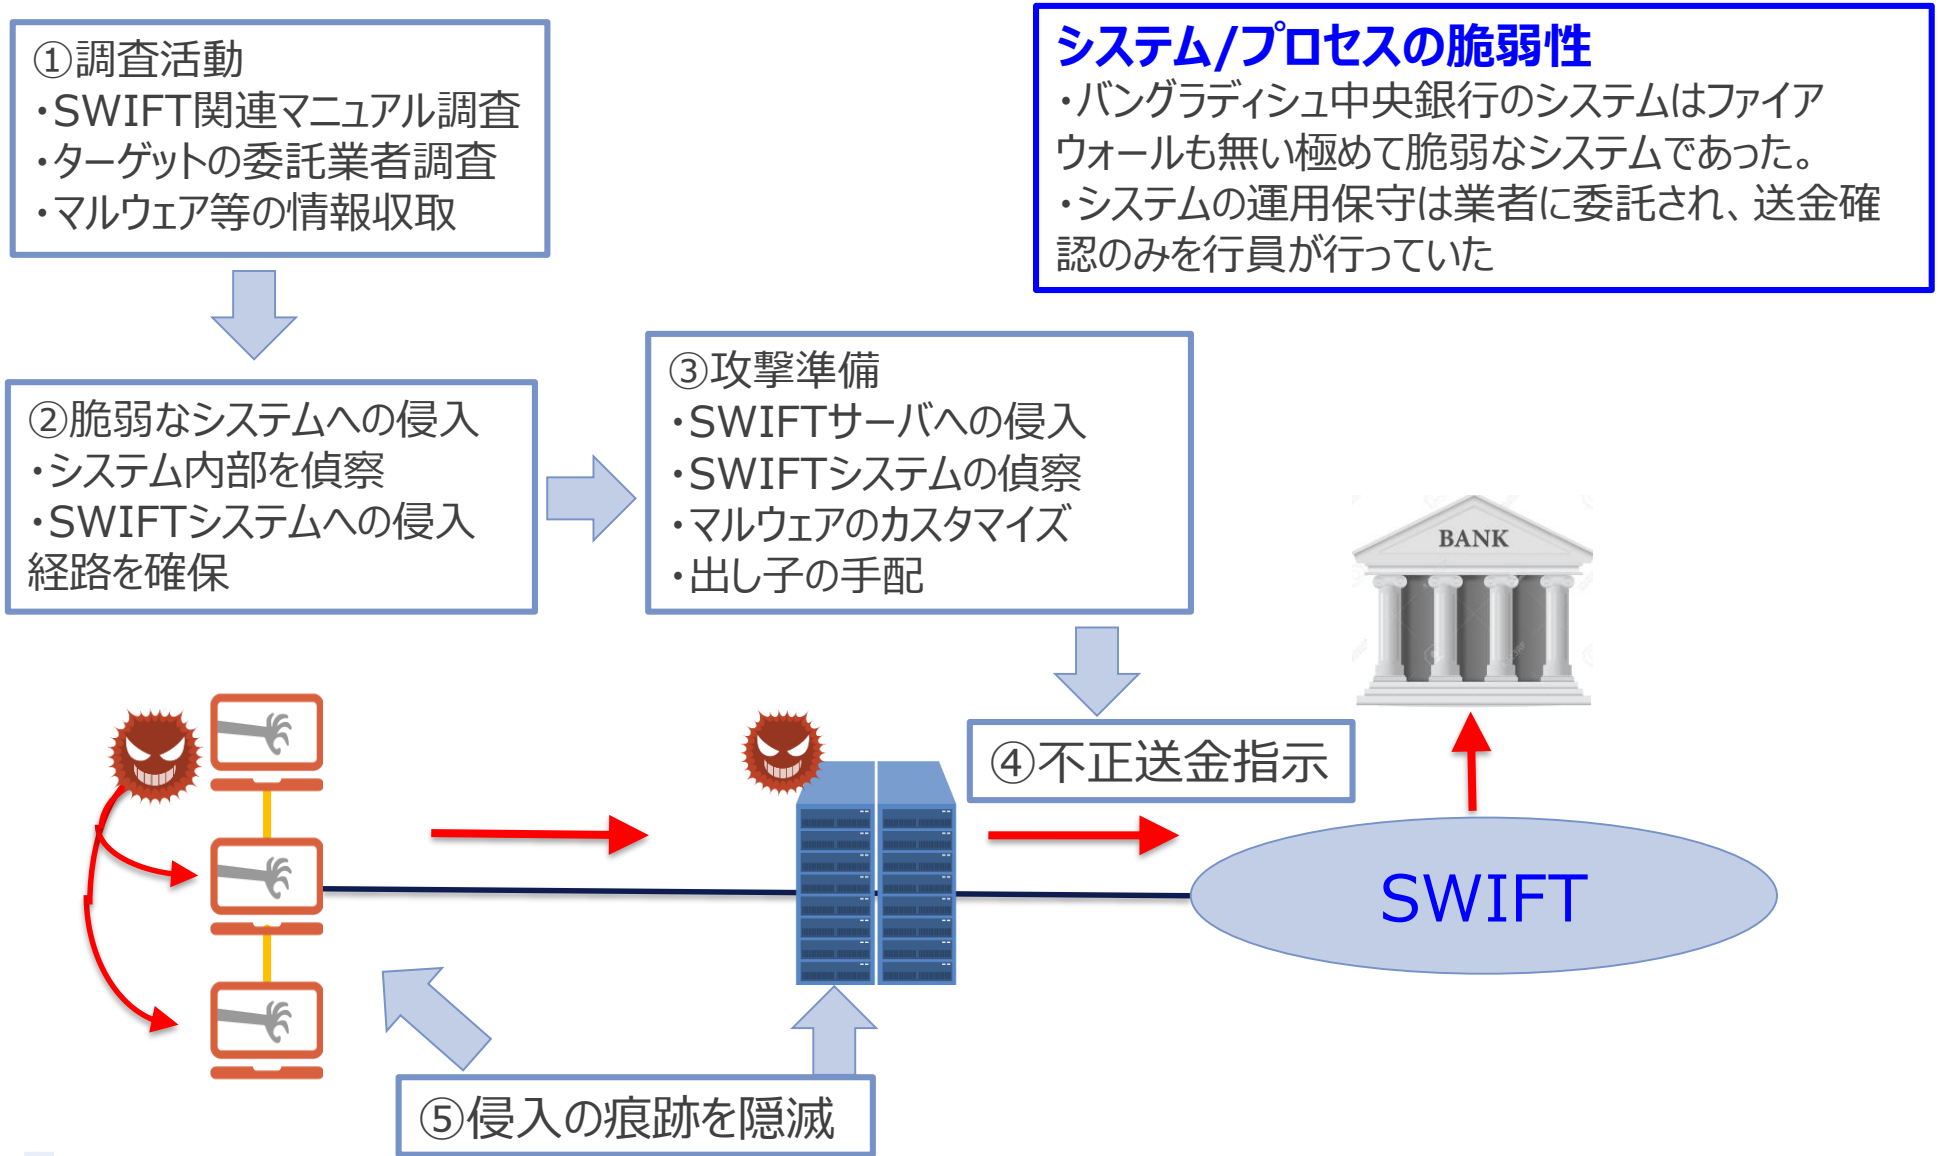 ①調査活動
・SWIFT関連マニュアル調査
・ターゲットの委託業者調査
・マルウェア等の情報収取
システム/プロセスの脆弱性
・バングラディシュ中央銀行のシステムはファイア
ウォールも無い極めて脆弱なシステムであった。
・システムの運用保守は業者に委託され、送金確
認のみを行員が行っていた
②脆弱なシステムへの侵入
・システム内部を偵察
・SWIFTシステムへの侵入
経路を確保
③攻撃準備
・SWIFTサーバへの侵入
・SWIFTシステムの偵察
・マルウェアのカスタマイズ
・出し子の手配
BANK
④不正送金指示
SWIFT
⑤侵入の痕跡を隠滅